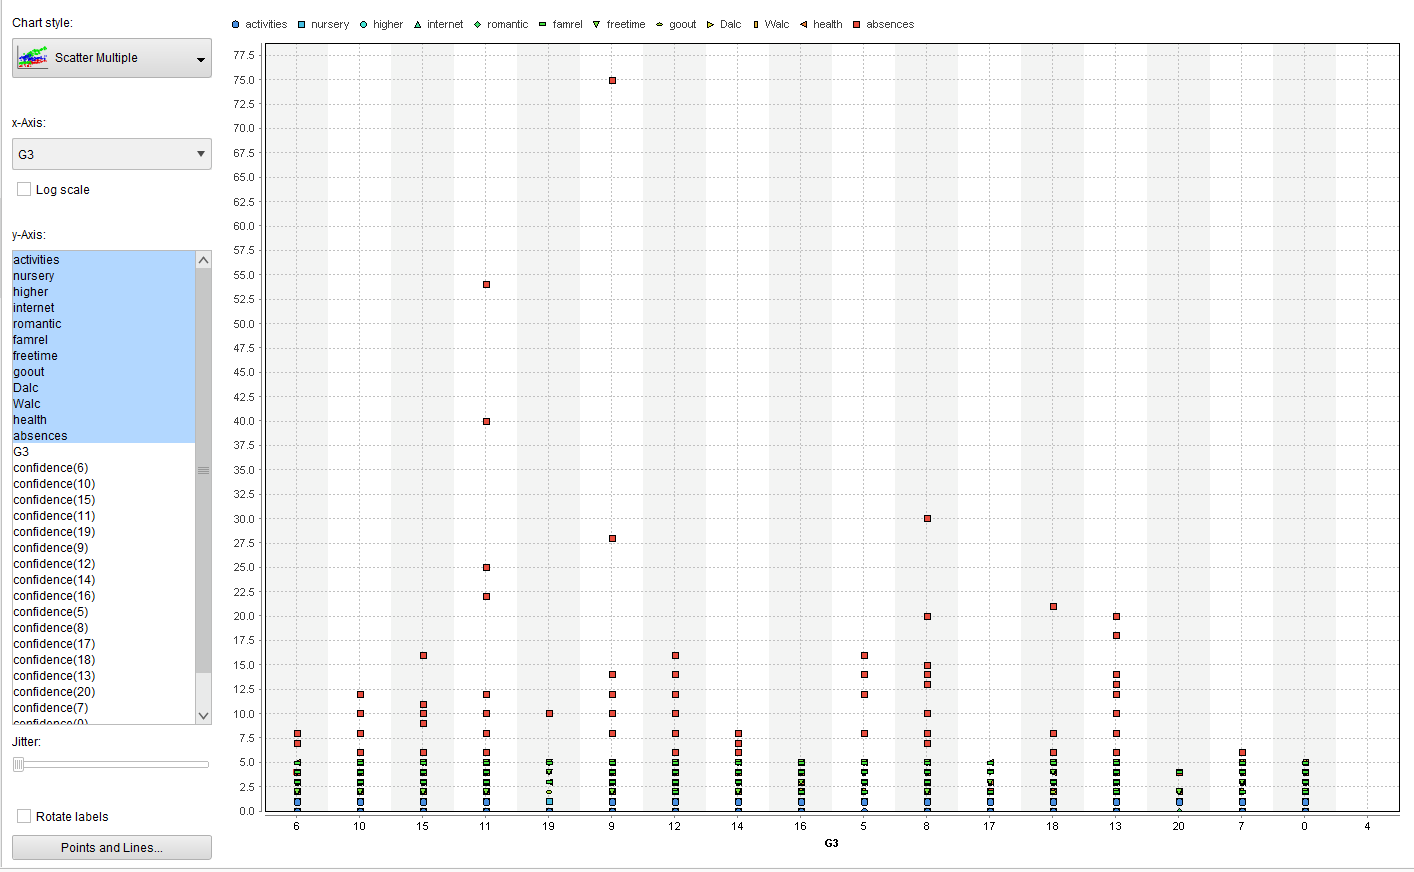 Chart style:
Scatter Multiple
x-Axis:
G3
Log scale
y-Axis:
activities
nursery
higher
internet
romantic
famrel
freetime
goout
Dalc
Walc
health
absences
G3
confidence(6)
confidence(10)
confidence(15)
confidence(11)
confidence(19)
confidence(9)
confidence(12)
confidence(14)
confidence(16)
confidence(5)
confidence(8)
confidence(17)
confidence(18)
confidence(13)
confidence(20)
confidence(7)
confidence(0)
Jitter:
Rotate labels
Points and Lines...
activities nursery higher internet romantic famrel freetime goout Dalc Walc health absences
77.5
75.0
72.5
70.0
67.5
65.0
62.5
60.0
57.5
55.0
52.5
50.0
47.5
45.0
42.5
40.0
37.5
35.0
32.5
30.0
27.5
25.0
22.5
20.0
17.5
15.0
12.5
10.0
7.5
5.0
2.5
0.0
6 10 15 11 19 9 12 14 16 5 8 17 18 13 20 7 0 4
G3